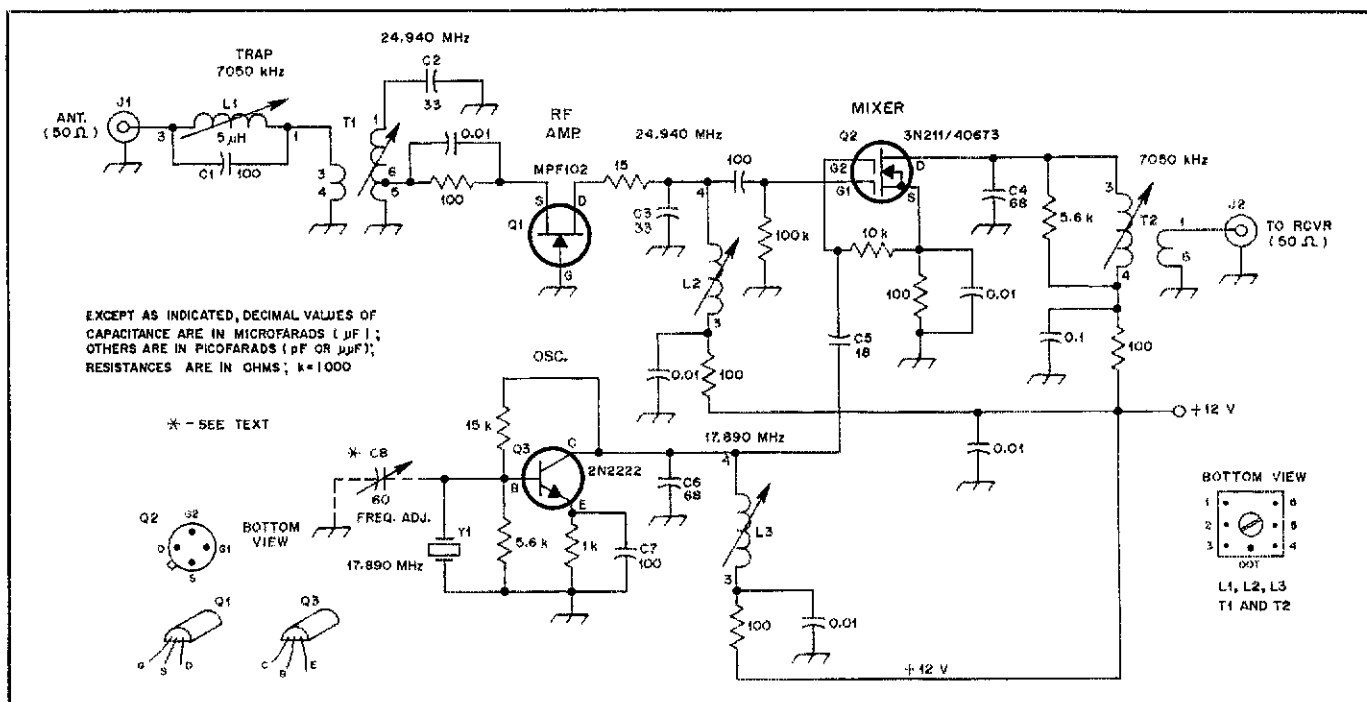 24.940 MHz
TRAP
7050 kHz
J1
ANT.
(50 Ω)
L1
5 µH
3
1
C1
100
T1
C2
33
1
3
4
6
5
0.01
100
RF
AMP.
MPF102
S
D
Q1
G
15
24.940 MHz
C3
33
4
100
100 k
L2
3
0.01
100
MIXER
Q2
3N211/40673
G2
G1
D
S
10 k
100
0.01
C5
18
C4
68
5.6 k
7050 kHz
3
T2
4
1
6
J2
TO RCVR
(50 Ω)
0.1
100
+12 V
0.01
EXCEPT AS INDICATED, DECIMAL VALUES OF
CAPACITANCE ARE IN MICROFARADS ( µF ) ;
OTHERS ARE IN PICOFARADS ( pF OR µµF);
RESISTANCES ARE IN OHMS ; k=1000
* - SEE TEXT
OSC.
15 k
Q3
C
2N2222
B
E
* C8
60
FREQ. ADJ.
Y1
17.890 MHz
5.6 k
1 k
C7
100
C6
68
17.890 MHz
4
L3
3
100
0.01
+12 V
Q2
G2
D
G1
S
BOTTOM
VIEW
Q1
G
S
D
Q3
C
B
E
BOTTOM VIEW
1
6
2
5
3
4
DOT
L1, L2, L3
T1 AND T2